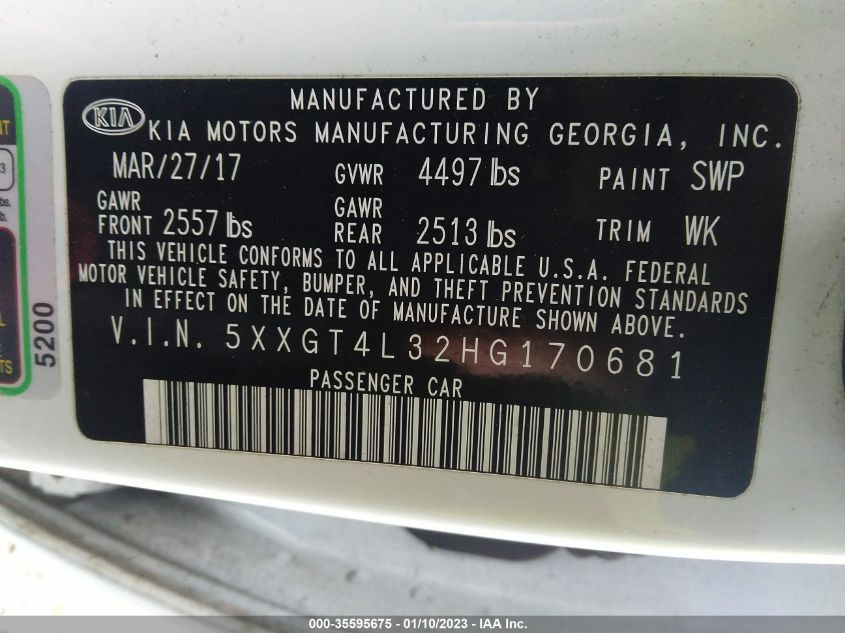 MANUFACTURED BY
KIA KIA MOTORS MANUFACTURING GEORGIA, INC.
MAR/27/17 GVWR 4497 lbs PAINT SWP
GAWR FRONT 2557 lbs GAWR REAR 2513 lbs TRIM WK
THIS VEHICLE CONFORMS TO ALL APPLICABLE U.S.A. FEDERAL
MOTOR VEHICLE SAFETY, BUMPER, AND THEFT PREVENTION STANDARDS
IN EFFECT ON THE DATE OF MANUFACTURE SHOWN ABOVE.
V.I.N. 5XXGT4L32HG170681
PASSENGER CAR
5200
000-35595675 - 01/10/2023 - IAA Inc.